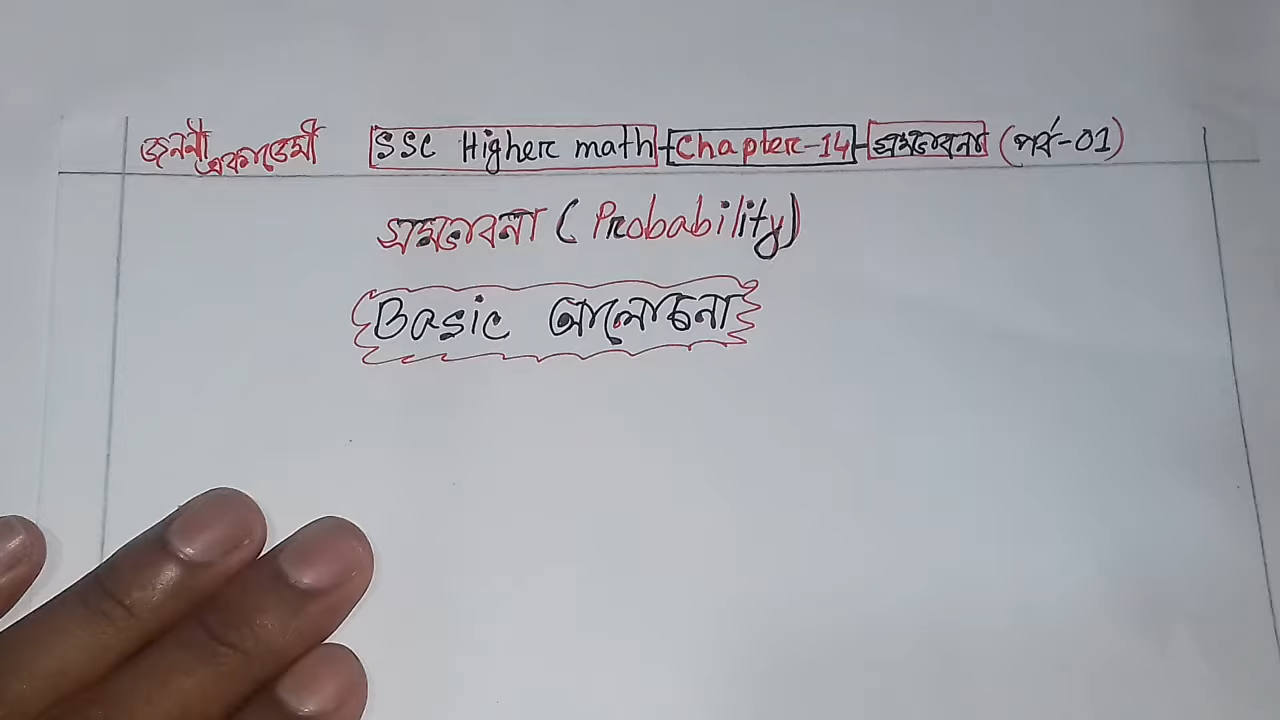 জননী একাডেমী SSC Higher math - Chapter-14 - সম্ভাবনা (পর্ব-01)
সম্ভাবনা (Probability)
Basic আলোচনা